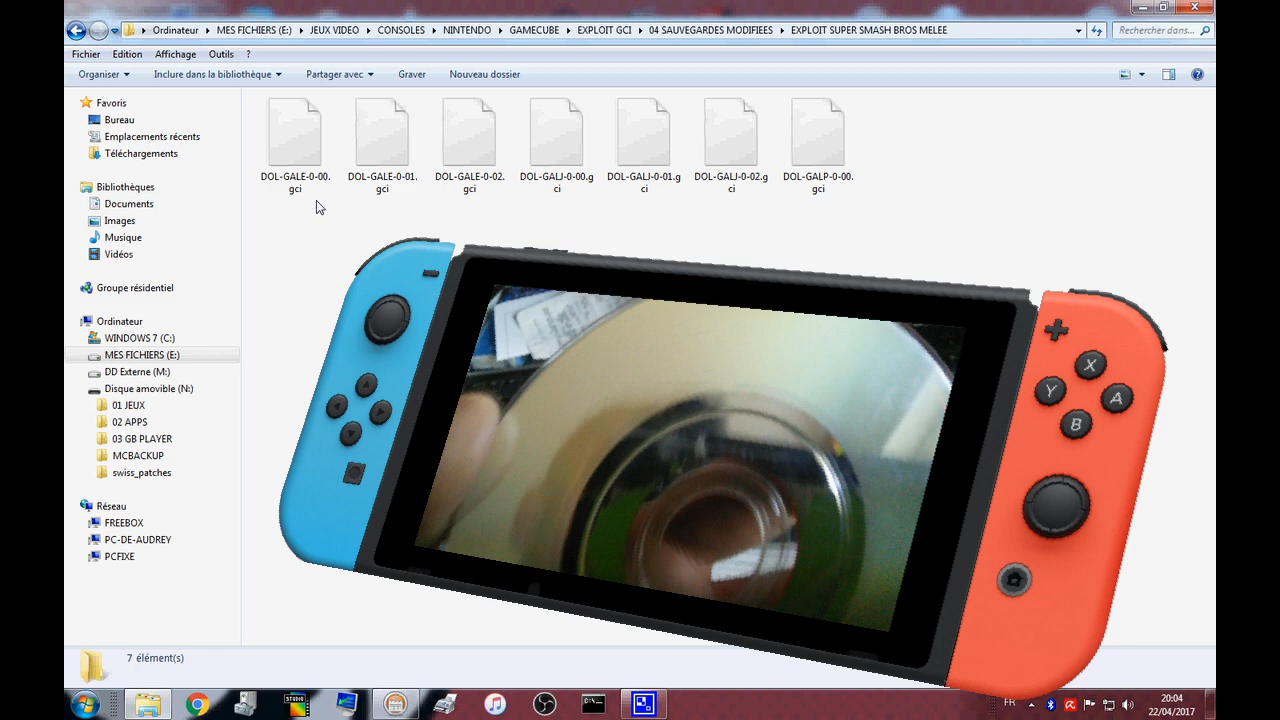 Ordinateur MES FICHIERS (E:) JEUX VIDEO CONSOLES NINTENDO GAMECUBE EXPLOIT GCI 04 SAUVEGARDES MODIFIEES EXPLOIT SUPER SMASH BROS MELEE Rechercher dans...
Fichier Edition Affichage Outils ?
Organiser Inclure dans la bibliothèque Partager avec Graver Nouveau dossier
Favoris
Bureau
Emplacements récents
Téléchargements
Bibliothèques
Documents
Images
Musique
Vidéos
Groupe résidentiel
Ordinateur
WINDOWS 7 (C:)
MES FICHIERS (E:)
DD Externe (M:)
Disque amovible (N:)
01 JEUX
02 APPS
03 GB PLAYER
MCBACKUP
swiss_patches
Réseau
FREEBOX
PC-DE-AUDREY
PCFIXE
DOL-GALE-0-00.
gci
DOL-GALE-0-01.
gci
DOL-GALE-0-02.
gci
DOL-GALJ-0-00.g
ci
DOL-GALJ-0-01.g
ci
DOL-GALJ-0-02.g
ci
DOL-GALP-0-00.
gci
X
Y
A
B
7 élément(s)
STUDIO
FR
20:04
22/04/2017